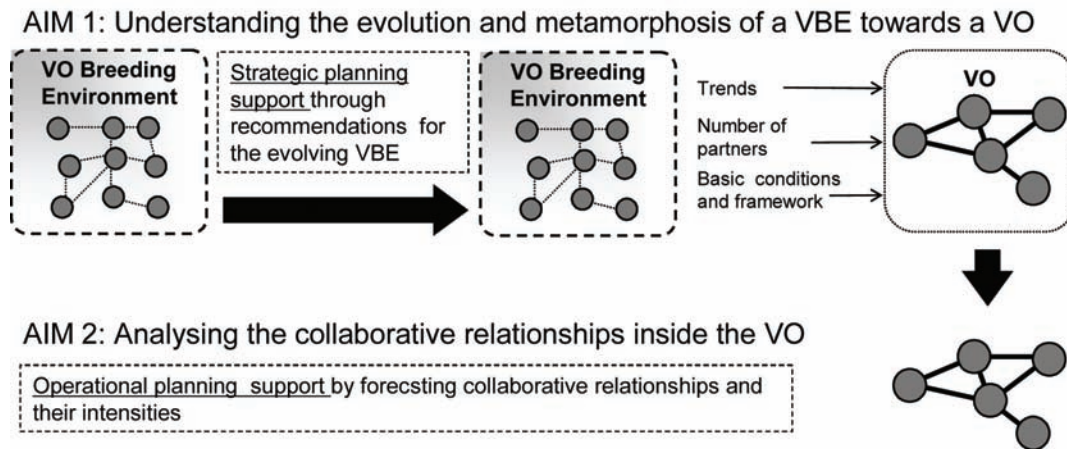 AIM 1: Understanding the evolution and metamorphosis of a VBE towards a VO
VO Breeding
Environment
Strategic planning
support through
recommendations for
the evolving VBE
VO Breeding
Environment
Trends
Number of
partners
Basic conditions
and framework
VO
AIM 2: Analysing the collaborative relationships inside the VO
Operational planning support by forecsting collaborative relationships and
their intensities